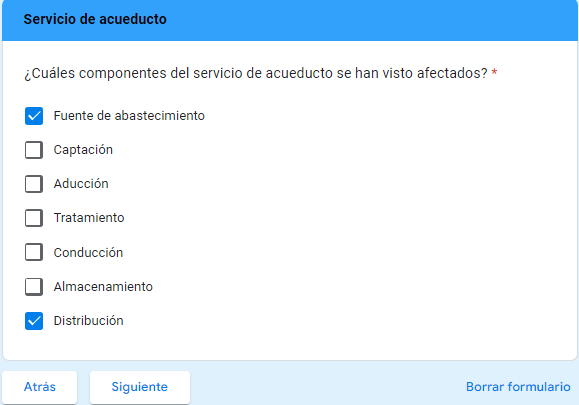 Servicio de acueducto
¿Cuáles componentes del servicio de acueducto se han visto afectados? *
Fuente de abastecimiento
Captación
Aducción
Tratamiento
Conducción
Almacenamiento
Distribución
Atrás
Siguiente
Borrar formulario